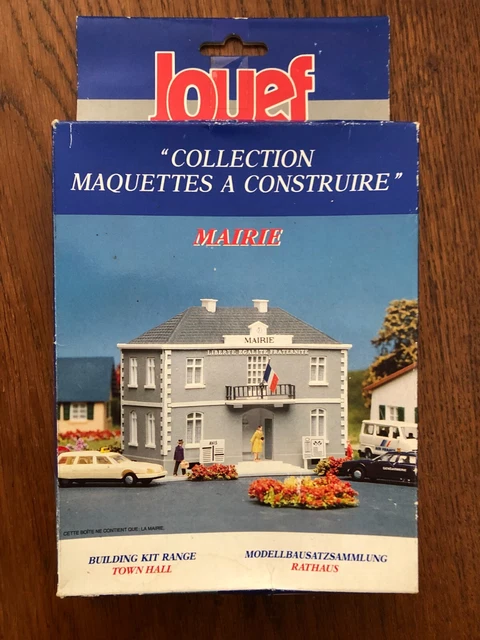 Jouef
"COLLECTION
MAQUETTES A CONSTRUIRE"
MAIRIE
MAIRIE
LIBERTE EGALITE FRATERNITE
CETTE BOITE NE CONTIENT QUE: LA MAIRIE.
BUILDING KIT RANGE
TOWN HALL
MODELLBAUSATZSAMMLUNG
RATHAUS